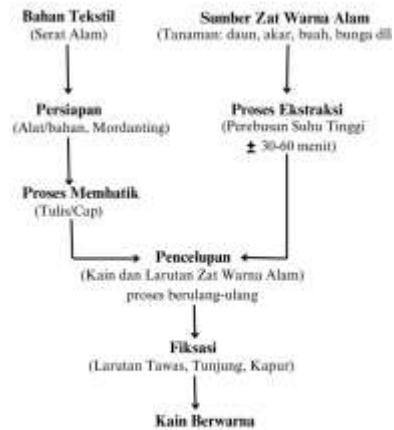 Bahan Tekstil
(Serat Alam)
Sumber Zat Warna Alam
(Tanaman: daun, akar, buah, bunga dll
Persiapan
(Alat/bahan, Mordanting)
Proses Ekstraksi
(Perebusan Suhu Tinggi
± 30-60 menit)
Proses Membatik
(Tulis/Cap)
Pencelupan
(Kain dan Larutan Zat Warna Alam)
proses berulang-ulang
Fiksasi
(Larutan Tawas, Tunjung, Kapur)
Kain Berwarna